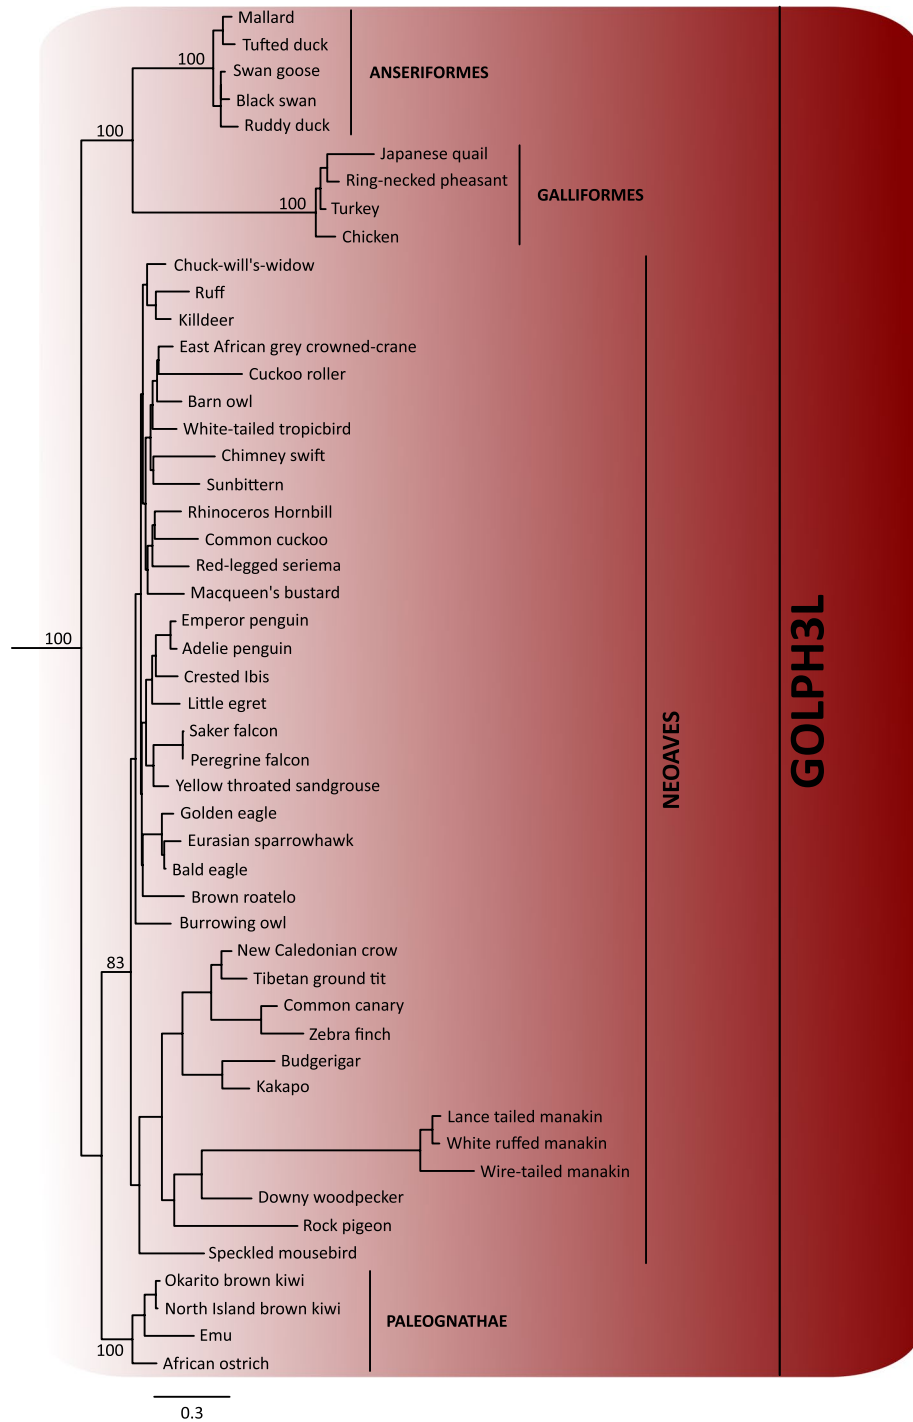 Mallard
Tufted duck
100
Swan goose
ANSERIFORMES
Black swan
Ruddy duck
100
Japanese quail
Ring-necked pheasant
GALLIFORMES
100
Turkey
Chicken
Chuck-will's-widow
Ruff
Killdeer
East African grey crowned-crane
Cuckoo roller
Barn owl
White-tailed tropicbird
Chimney swift
Sunbittern
Rhinoceros Hornbill
Common cuckoo
Red-legged seriema
Macqueen's bustard
Emperor penguin
100
Adelie penguin
Crested Ibis
Little egret
Saker falcon
Peregrine falcon
Yellow throated sandgrouse
NEOAVES
GOLPH3L
Golden eagle
Eurasian sparrowhawk
Bald eagle
Brown roatelo
Burrowing owl
New Caledonian crow
83
Tibetan ground tit
Common canary
Zebra finch
Budgerigar
Kakapo
Lance tailed manakin
White ruffed manakin
Wire-tailed manakin
Downy woodpecker
Rock pigeon
Speckled mousebird
Okarito brown kiwi
North Island brown kiwi
PALEOGNATHAE
Emu
100
African ostrich
0.3